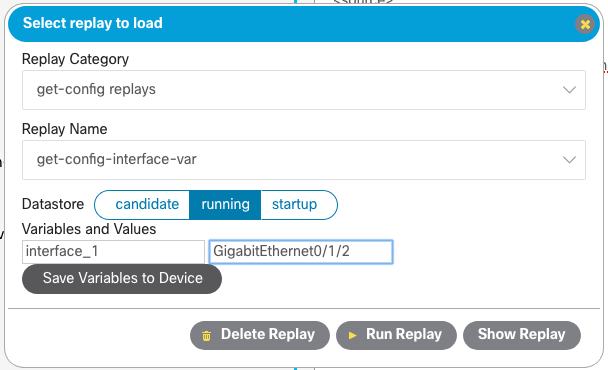 <source>
Select replay to load
Replay Category
get-config replays
Replay Name
get-config-interface-var
Datastore candidate running startup
Variables and Values
interface_1 GigabitEthernet0/1/2
Save Variables to Device
Delete Replay Run Replay Show Replay